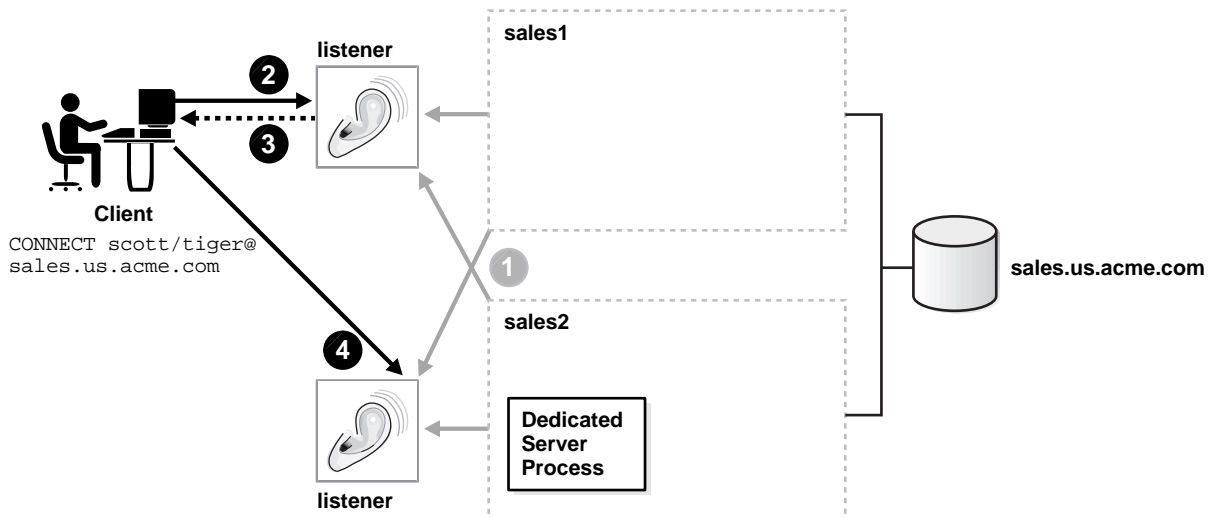 sales1
listener
2
3
Client
CONNECT scott/tiger@
sales.us.acme.com
1
sales.us.acme.com
sales2
4
Dedicated
Server
Process
listener